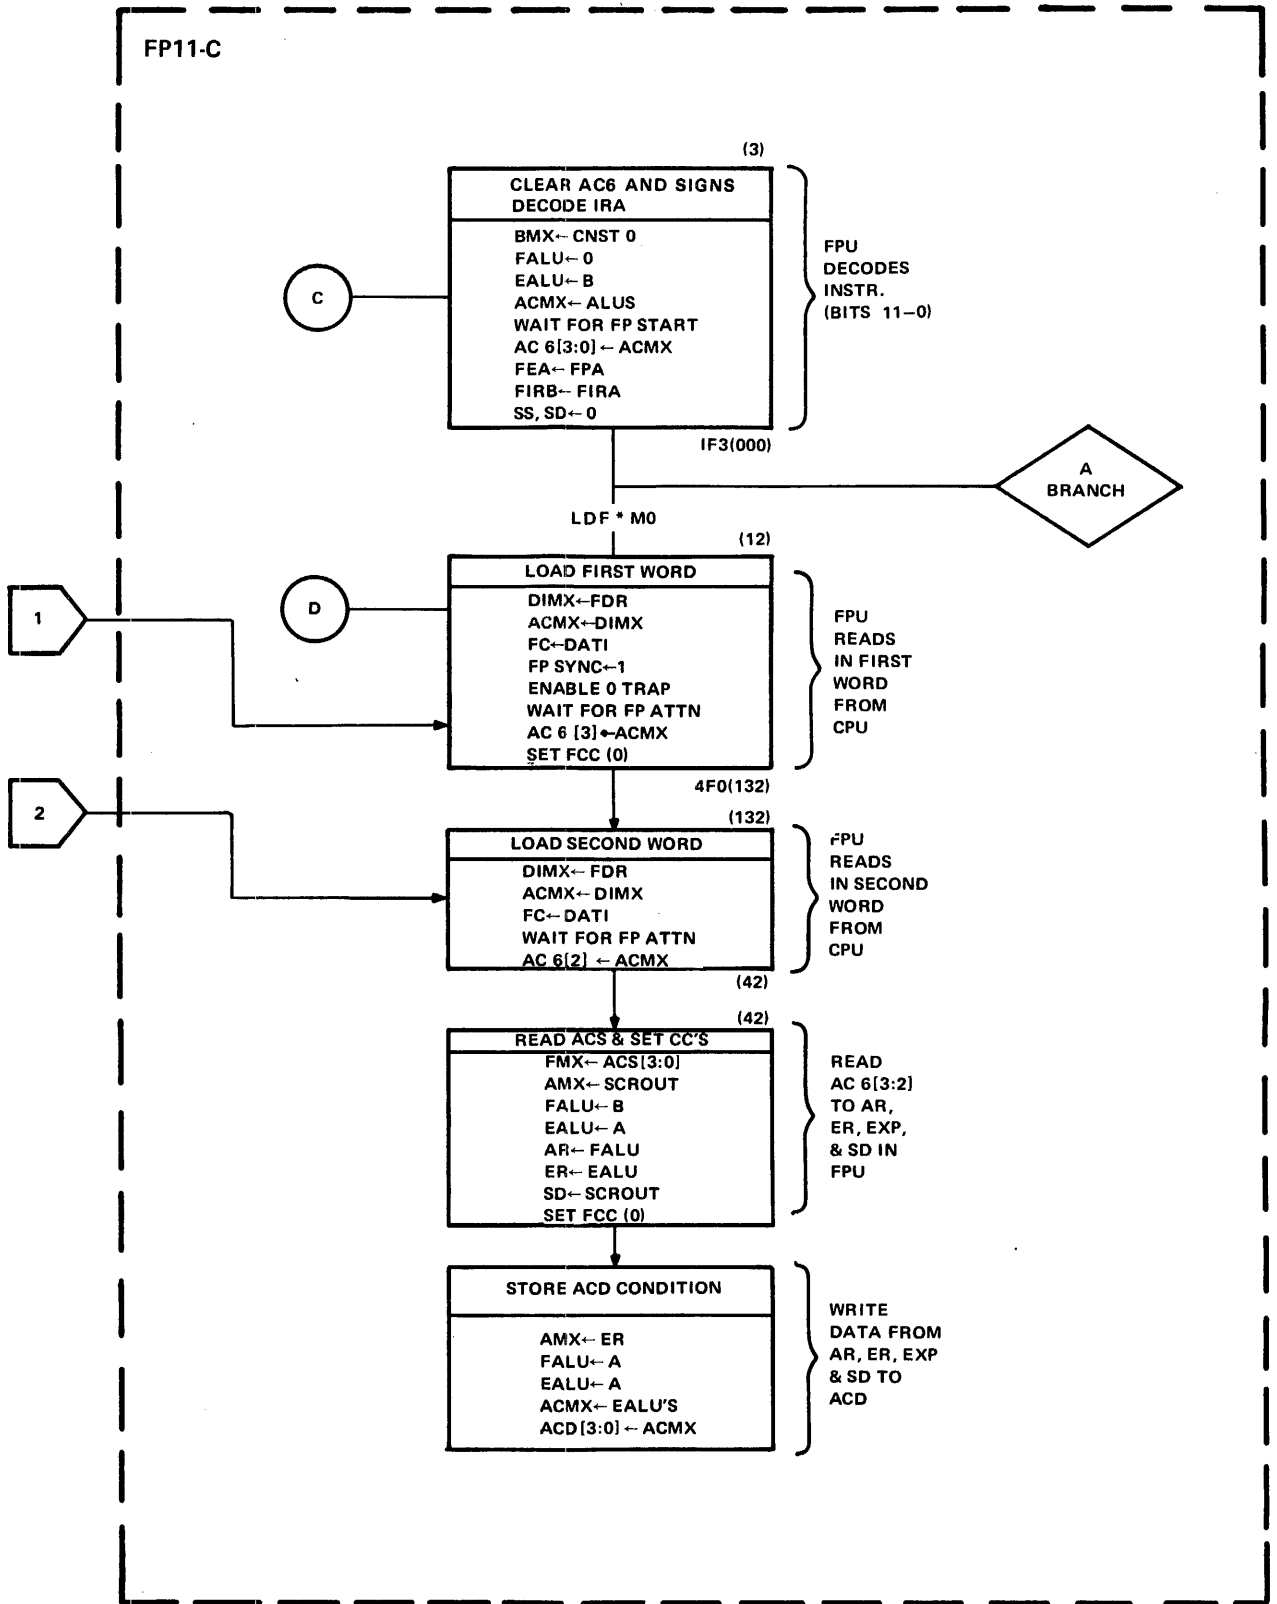 FP11-C
(3)
CLEAR AC6 AND SIGNS
DECODE IRA
BMX←CNST 0
FALU←0
EALU←B
ACMX←ALUS
WAIT FOR FP START
AC 6[3:0]←ACMX
FEA←FPA
FIRB←FIRA
SS, SD←0
C
FPU
DECODES
INSTR.
(BITS 11–0)
IF3(000)
A
BRANCH
LDF * M0
(12)
LOAD FIRST WORD
DIMX←FDR
ACMX←DIMX
FC←DATI
FP SYNC←1
ENABLE 0 TRAP
WAIT FOR FP ATTN
AC 6 [3]←ACMX
SET FCC (0)
D
1
FPU
READS
IN FIRST
WORD
FROM
CPU
4F0(132)
2
(132)
LOAD SECOND WORD
DIMX←FDR
ACMX←DIMX
FC←DATI
WAIT FOR FP ATTN
AC 6[2] ←ACMX
FPU
READS
IN SECOND
WORD
FROM
CPU
(42)
(42)
READ ACS & SET CC'S
FMX←ACS[3:0]
AMX←SCROUT
FALU←B
EALU←A
AR←FALU
ER←EALU
SD←SCROUT
SET FCC (0)
READ
AC 6[3:2]
TO AR,
ER, EXP,
& SD IN
FPU
STORE ACD CONDITION
AMX←ER
FALU←A
EALU←A
ACMX←EALU'S
ACD[3:0]←ACMX
WRITE
DATA FROM
AR, ER, EXP
& SD TO
ACD